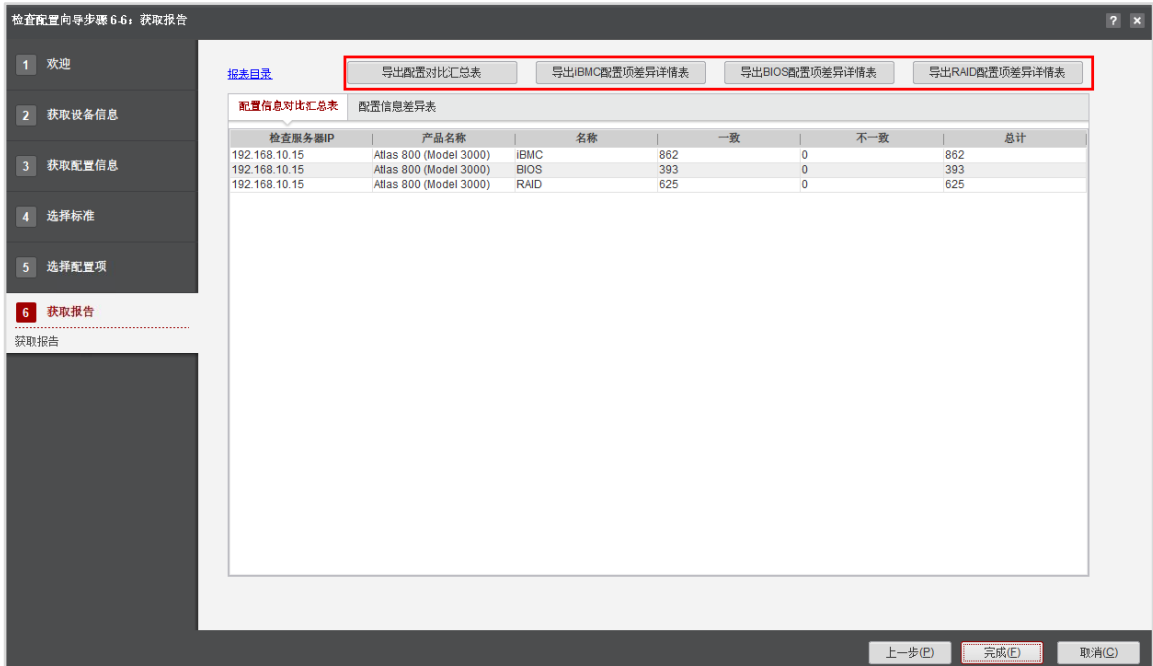 检查配置向导步骤 6-6：获取报告 ? ×
1 欢迎
2 获取设备信息
3 获取配置信息
4 选择标准
5 选择配置项
6 获取报告
获取报告
报表目录 导出配置对比汇总表 导出iBMC配置项差异详情表 导出BIOS配置项差异详情表 导出RAID配置项差异详情表
配置信息对比汇总表 配置信息差异表
检查服务器IP 产品名称 名称 一致 不一致 总计
192.168.10.15 Atlas 800 (Model 3000) iBMC 862 0 862
192.168.10.15 Atlas 800 (Model 3000) BIOS 393 0 393
192.168.10.15 Atlas 800 (Model 3000) RAID 625 0 625
上一步(P) 完成(F) 取消(C)